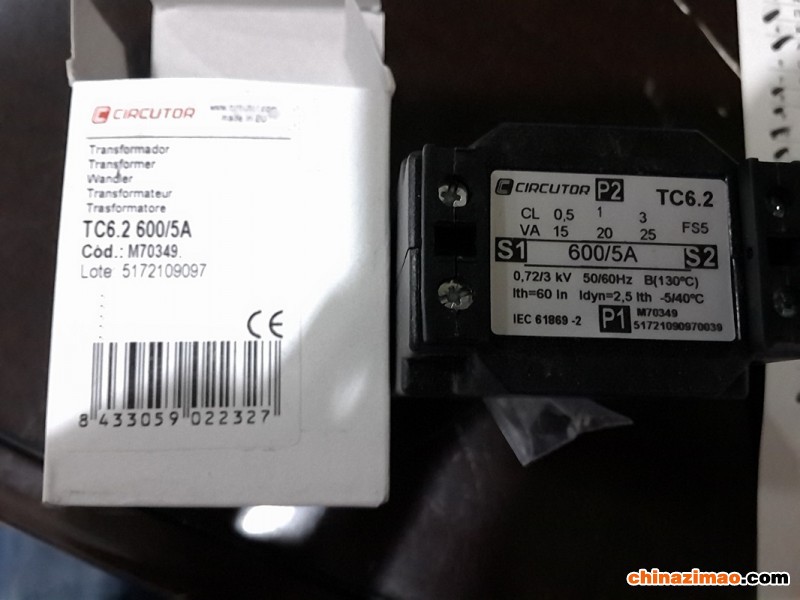 CIRCUTOR
made in EU
Transformador
Transformer
Wandler
Transformateur
Trasformatore
TC6.2 600/5A
Còd.: M70349.
Lote: 5172109097
CE
8 433059 022327
CIRCUTOR P2 TC6.2
CL 0,5 1 3
VA 15 20 25 FS5
S1 600/5A S2
0,72/3 kV 50/60Hz B(130ºC)
Ith=60 In Idyn=2,5 Ith -5/40ºC
IEC 61869 -2 P1 M70349
51721090970039
chinazimao.com